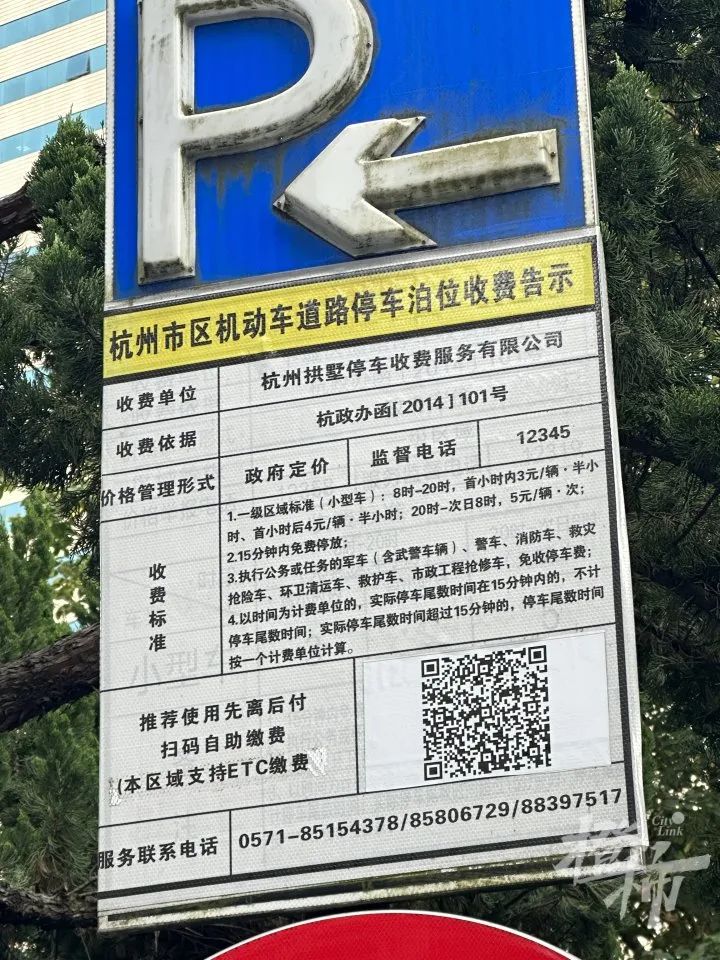 P
杭州市区机动车道路停车泊位收费告示
收费单位
杭州拱墅停车收费服务有限公司
收费依据
杭政办函[2014]101号
价格管理形式
政府定价
监督电话
12345
收费标准
1.一级区域标准（小型车）：8时-20时，首小时内3元/辆·半小
时、首小时后4元/辆·半小时；20时-次日8时，5元/辆·次；
2.15分钟内免费停放；
3.执行公务或任务的军车（含武警车辆）、警车、消防车、救灾
抢险车、环卫清运车、救护车、市政工程抢修车，免收停车费；
4.以时间为计费单位的，实际停车尾数时间在15分钟内的，不计
停车尾数时间；实际停车尾数时间超过15分钟的，停车尾数时间
按一个计费单位计算。
推荐使用先离后付
扫码自助缴费
(本区域支持ETC缴费
服务联系电话
0571-85154378/85806729/88397517
橙柿
City
Link